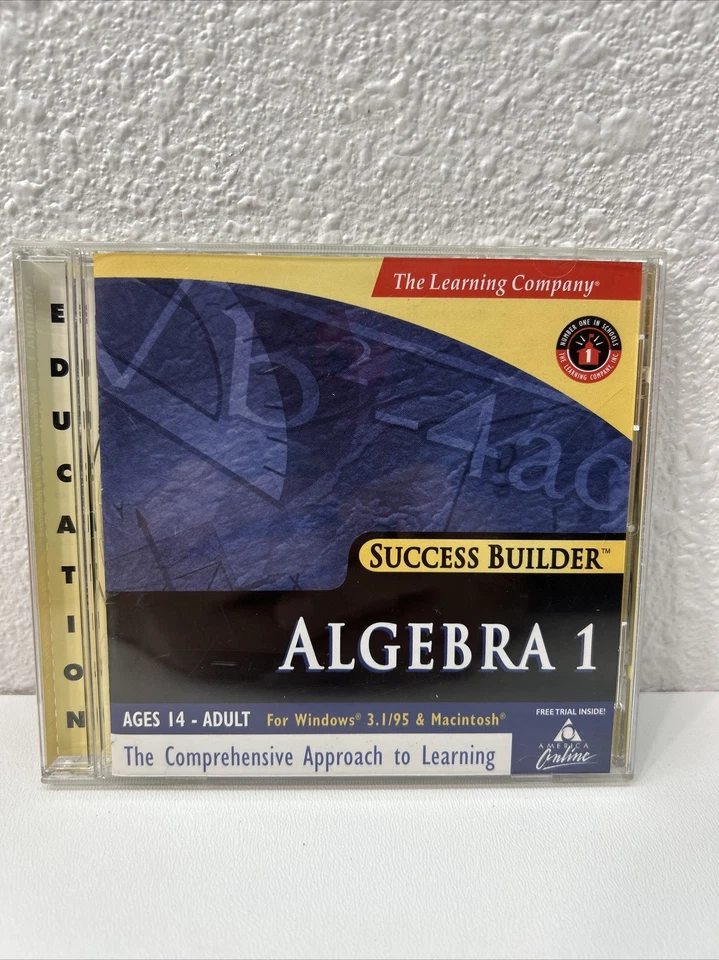 EDUCATION
The Learning Company®
NUMBER ONE IN SCHOOLS
1
THE LEARNING COMPANY, INC.
√b²-4ac
Y
SUCCESS BUILDER™
ALGEBRA 1
AGES 14 - ADULT For Windows® 3.1/95 & Macintosh®
FREE TRIAL INSIDE!
AMERICA
Online
The Comprehensive Approach to Learning